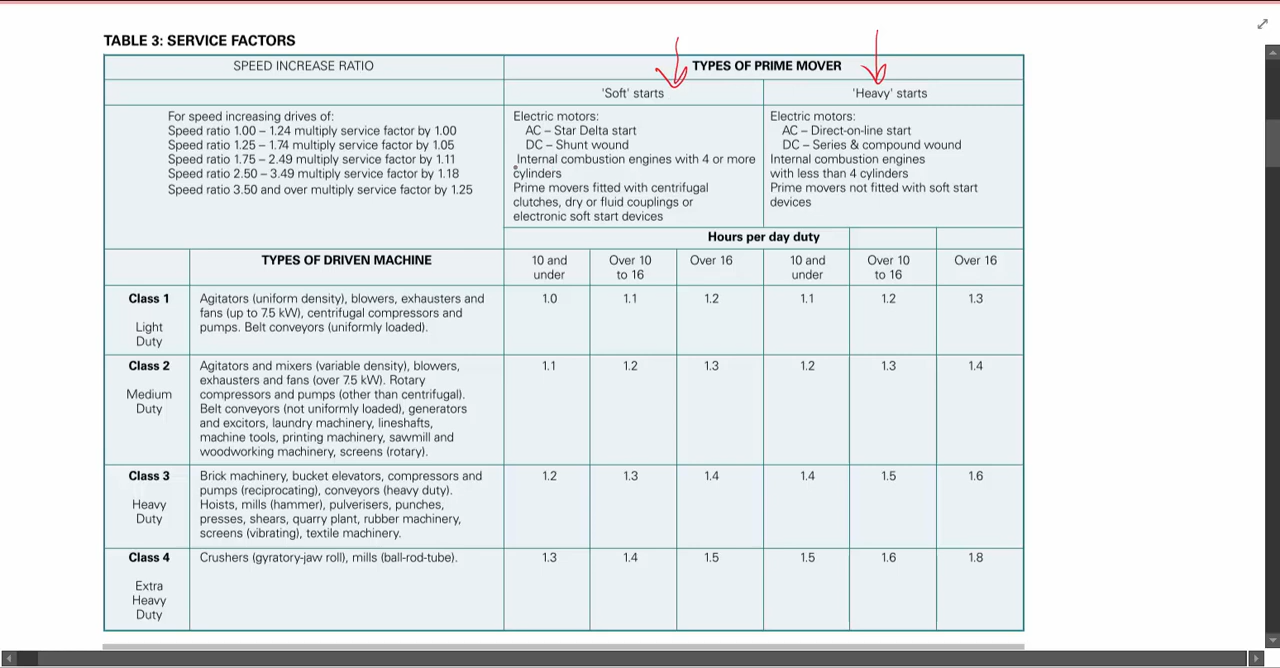 TABLE 3: SERVICE FACTORS
SPEED INCREASE RATIO
TYPES OF PRIME MOVER
'Soft' starts
'Heavy' starts
For speed increasing drives of:
Speed ratio 1.00 – 1.24 multiply service factor by 1.00
Speed ratio 1.25 – 1.74 multiply service factor by 1.05
Speed ratio 1.75 – 2.49 multiply service factor by 1.11
Speed ratio 2.50 – 3.49 multiply service factor by 1.18
Speed ratio 3.50 and over multiply service factor by 1.25
Electric motors:
AC – Star Delta start
DC – Shunt wound
Internal combustion engines with 4 or more
cylinders
Prime movers fitted with centrifugal
clutches, dry or fluid couplings or
electronic soft start devices
Electric motors:
AC – Direct-on-line start
DC – Series & compound wound
Internal combustion engines
with less than 4 cylinders
Prime movers not fitted with soft start
devices
Hours per day duty
TYPES OF DRIVEN MACHINE
10 and
under
Over 10
to 16
Over 16
10 and
under
Over 10
to 16
Over 16
Class 1
Light
Duty
Agitators (uniform density), blowers, exhausters and
fans (up to 7.5 kW), centrifugal compressors and
pumps. Belt conveyors (uniformly loaded).
1.0 1.1 1.2 1.1 1.2 1.3
Class 2
Medium
Duty
Agitators and mixers (variable density), blowers,
exhausters and fans (over 7.5 kW). Rotary
compressors and pumps (other than centrifugal).
Belt conveyors (not uniformly loaded), generators
and excitors, laundry machinery, lineshafts,
machine tools, printing machinery, sawmill and
woodworking machinery, screens (rotary).
1.1 1.2 1.3 1.2 1.3 1.4
Class 3
Heavy
Duty
Brick machinery, bucket elevators, compressors and
pumps (reciprocating), conveyors (heavy duty).
Hoists, mills (hammer), pulverisers, punches,
presses, shears, quarry plant, rubber machinery,
screens (vibrating), textile machinery.
1.2 1.3 1.4 1.4 1.5 1.6
Class 4
Extra
Heavy
Duty
Crushers (gyratory-jaw roll), mills (ball-rod-tube).
1.3 1.4 1.5 1.5 1.6 1.8